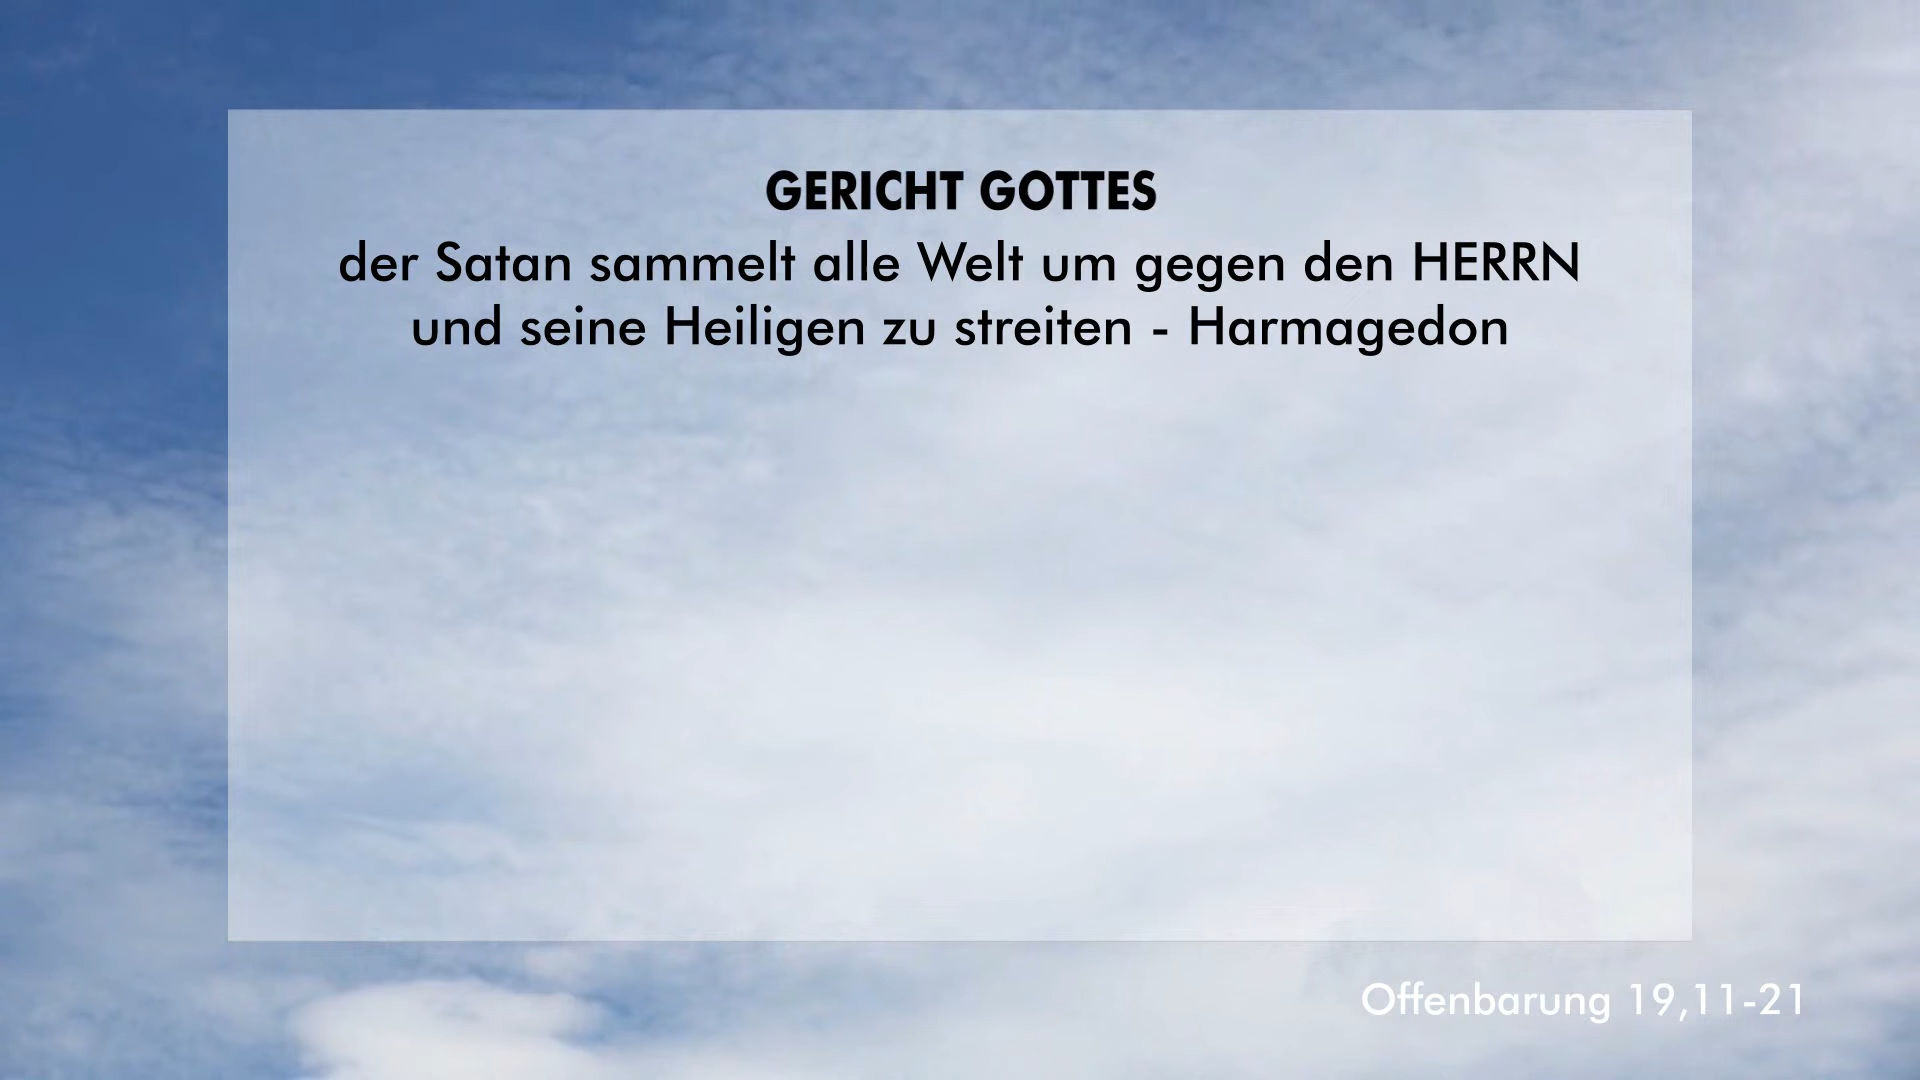 GERICHT GOTTES
der Satan sammelt alle Welt um gegen den HERRN
und seine Heiligen zu streiten - Harmagedon
Offenbarung 19,11-21